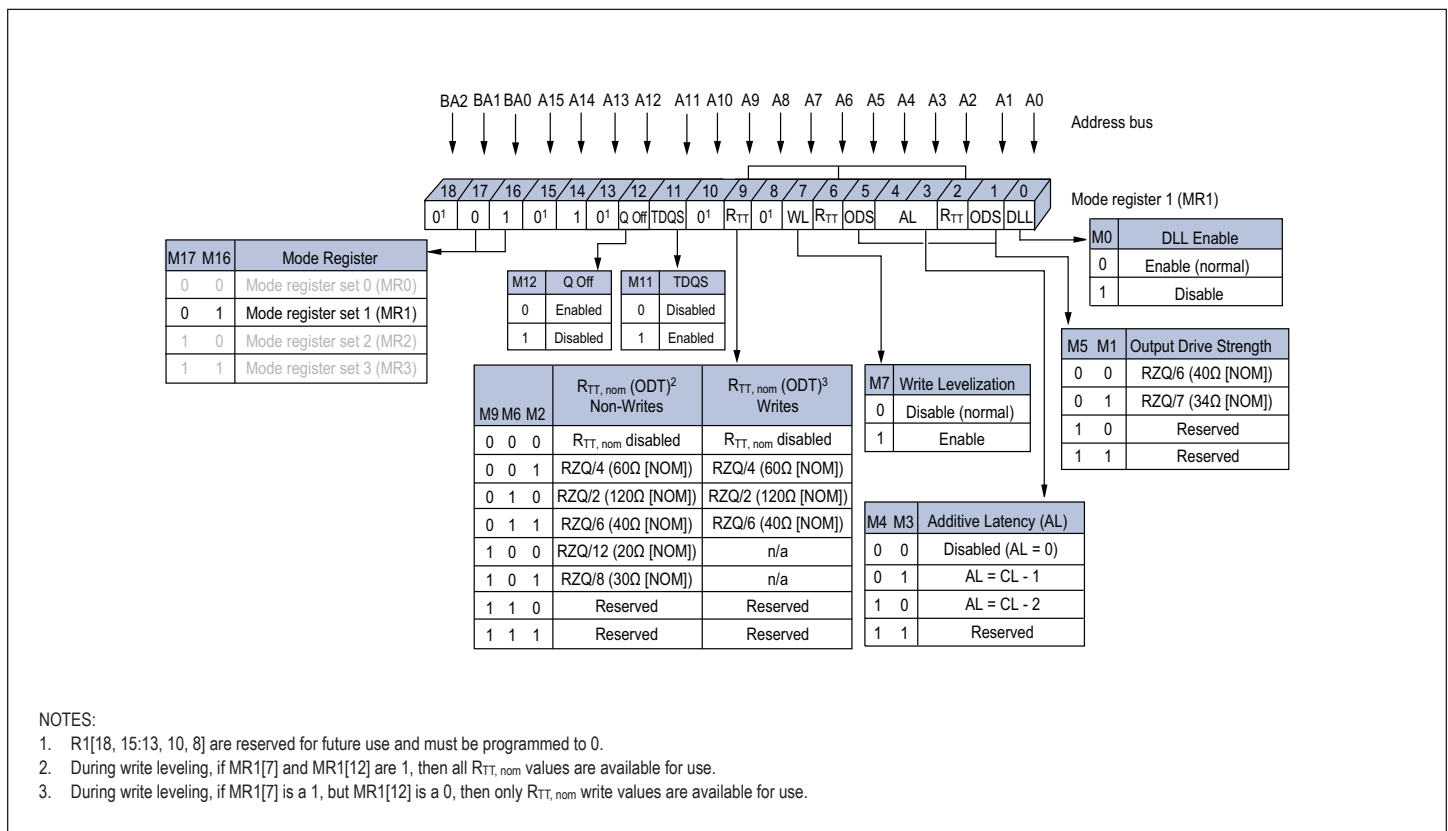 BA2 BA1 BA0 A15 A14 A13 A12 A11 A10 A9 A8 A7 A6 A5 A4 A3 A2 A1 A0
Address bus
18 17 16 15 14 13 12 11 10 9 8 7 6 5 4 3 2 1 0
Mode register 1 (MR1)
0¹ 0 1 0¹ 1 0¹ Q Off TDQS 0¹ RTT 0¹ WL RTT ODS AL RTT ODS DLL
M17 M16 Mode Register
0 0 Mode register set 0 (MR0)
0 1 Mode register set 1 (MR1)
1 0 Mode register set 2 (MR2)
1 1 Mode register set 3 (MR3)
M12 Q Off
0 Enabled
1 Disabled
M11 TDQS
0 Disabled
1 Enabled
M0 DLL Enable
0 Enable (normal)
1 Disable
M5 M1 Output Drive Strength
0 0 RZQ/6 (40Ω [NOM])
0 1 RZQ/7 (34Ω [NOM])
1 0 Reserved
1 1 Reserved
M9 M6 M2 RTT, nom (ODT)² Non-Writes RTT, nom (ODT)³ Writes
0 0 0 RTT, nom disabled RTT, nom disabled
0 0 1 RZQ/4 (60Ω [NOM]) RZQ/4 (60Ω [NOM])
0 1 0 RZQ/2 (120Ω [NOM]) RZQ/2 (120Ω [NOM])
0 1 1 RZQ/6 (40Ω [NOM]) RZQ/6 (40Ω [NOM])
1 0 0 RZQ/12 (20Ω [NOM]) n/a
1 0 1 RZQ/8 (30Ω [NOM]) n/a
1 1 0 Reserved Reserved
1 1 1 Reserved Reserved
M7 Write Levelization
0 Disable (normal)
1 Enable
M4 M3 Additive Latency (AL)
0 0 Disabled (AL = 0)
0 1 AL = CL - 1
1 0 AL = CL - 2
1 1 Reserved
NOTES:
1. R1[18, 15:13, 10, 8] are reserved for future use and must be programmed to 0.
2. During write leveling, if MR1[7] and MR1[12] are 1, then all RTT, nom values are available for use.
3. During write leveling, if MR1[7] is a 1, but MR1[12] is a 0, then only RTT, nom write values are available for use.